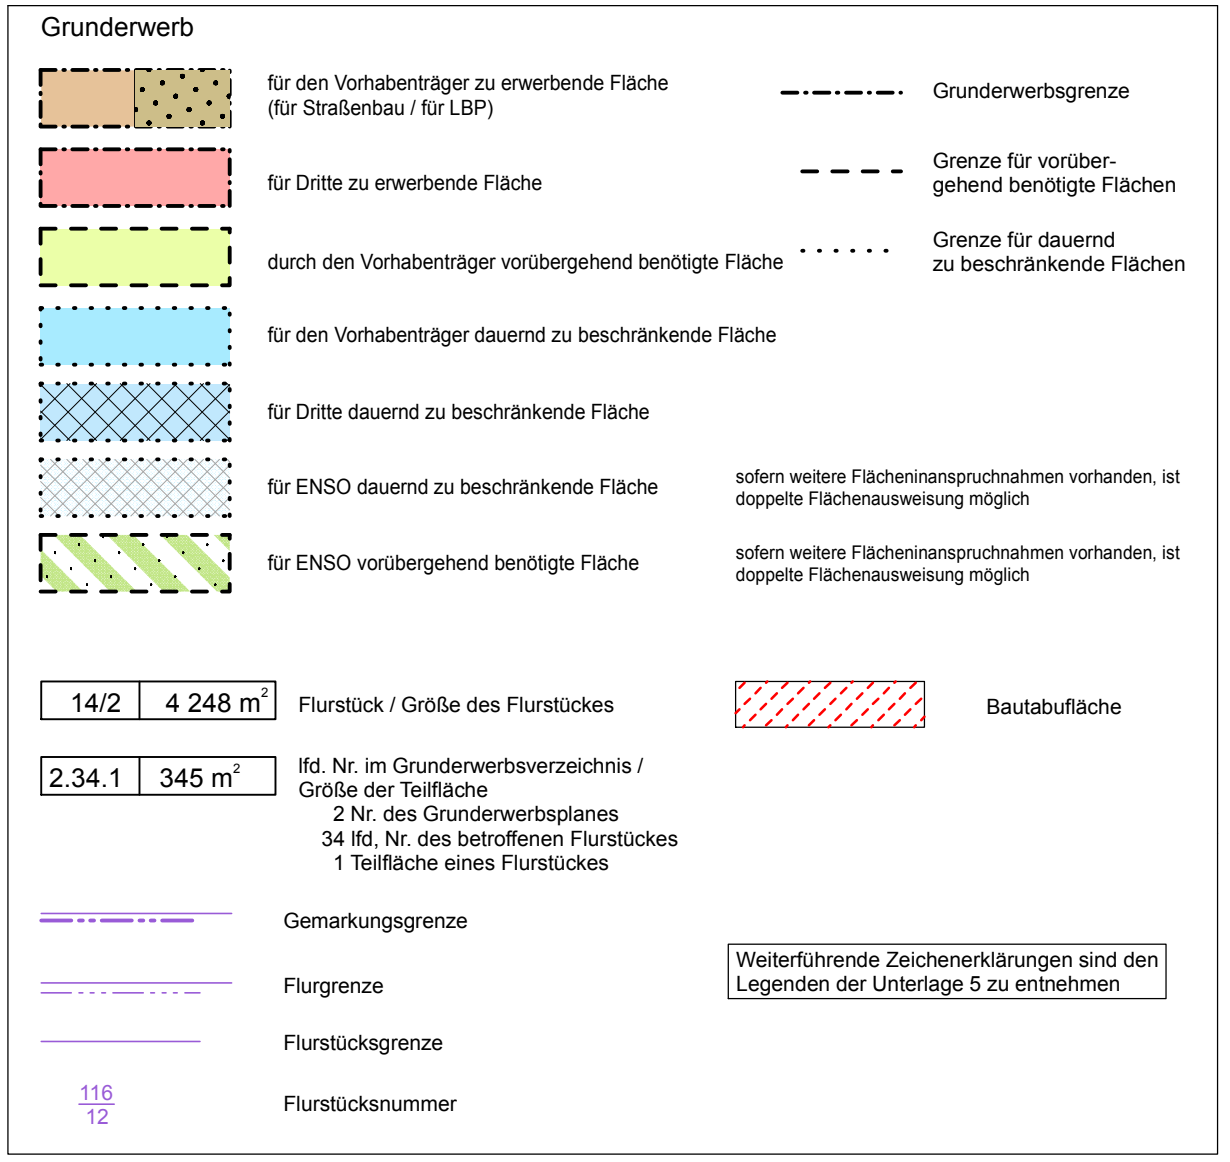 Grunderwerb
für den Vorhabenträger zu erwerbende Fläche
(für Straßenbau / für LBP)
Grunderwerbsgrenze
für Dritte zu erwerbende Fläche
Grenze für vorüber-
gehend benötigte Flächen
durch den Vorhabenträger vorübergehend benötigte Fläche
Grenze für dauernd
zu beschränkende Flächen
für den Vorhabenträger dauernd zu beschränkende Fläche
für Dritte dauernd zu beschränkende Fläche
für ENSO dauernd zu beschränkende Fläche
sofern weitere Flächeninanspruchnahmen vorhanden, ist
doppelte Flächenausweisung möglich
für ENSO vorübergehend benötigte Fläche
sofern weitere Flächeninanspruchnahmen vorhanden, ist
doppelte Flächenausweisung möglich
14/2 4 248 m²
Flurstück / Größe des Flurstückes
Bautabufläche
2.34.1 345 m²
lfd. Nr. im Grunderwerbsverzeichnis /
Größe der Teilfläche
2 Nr. des Grunderwerbsplanes
34 lfd, Nr. des betroffenen Flurstückes
1 Teilfläche eines Flurstückes
Gemarkungsgrenze
Weiterführende Zeichenerklärungen sind den
Legenden der Unterlage 5 zu entnehmen
Flurgrenze
Flurstücksgrenze
116
12
Flurstücksnummer